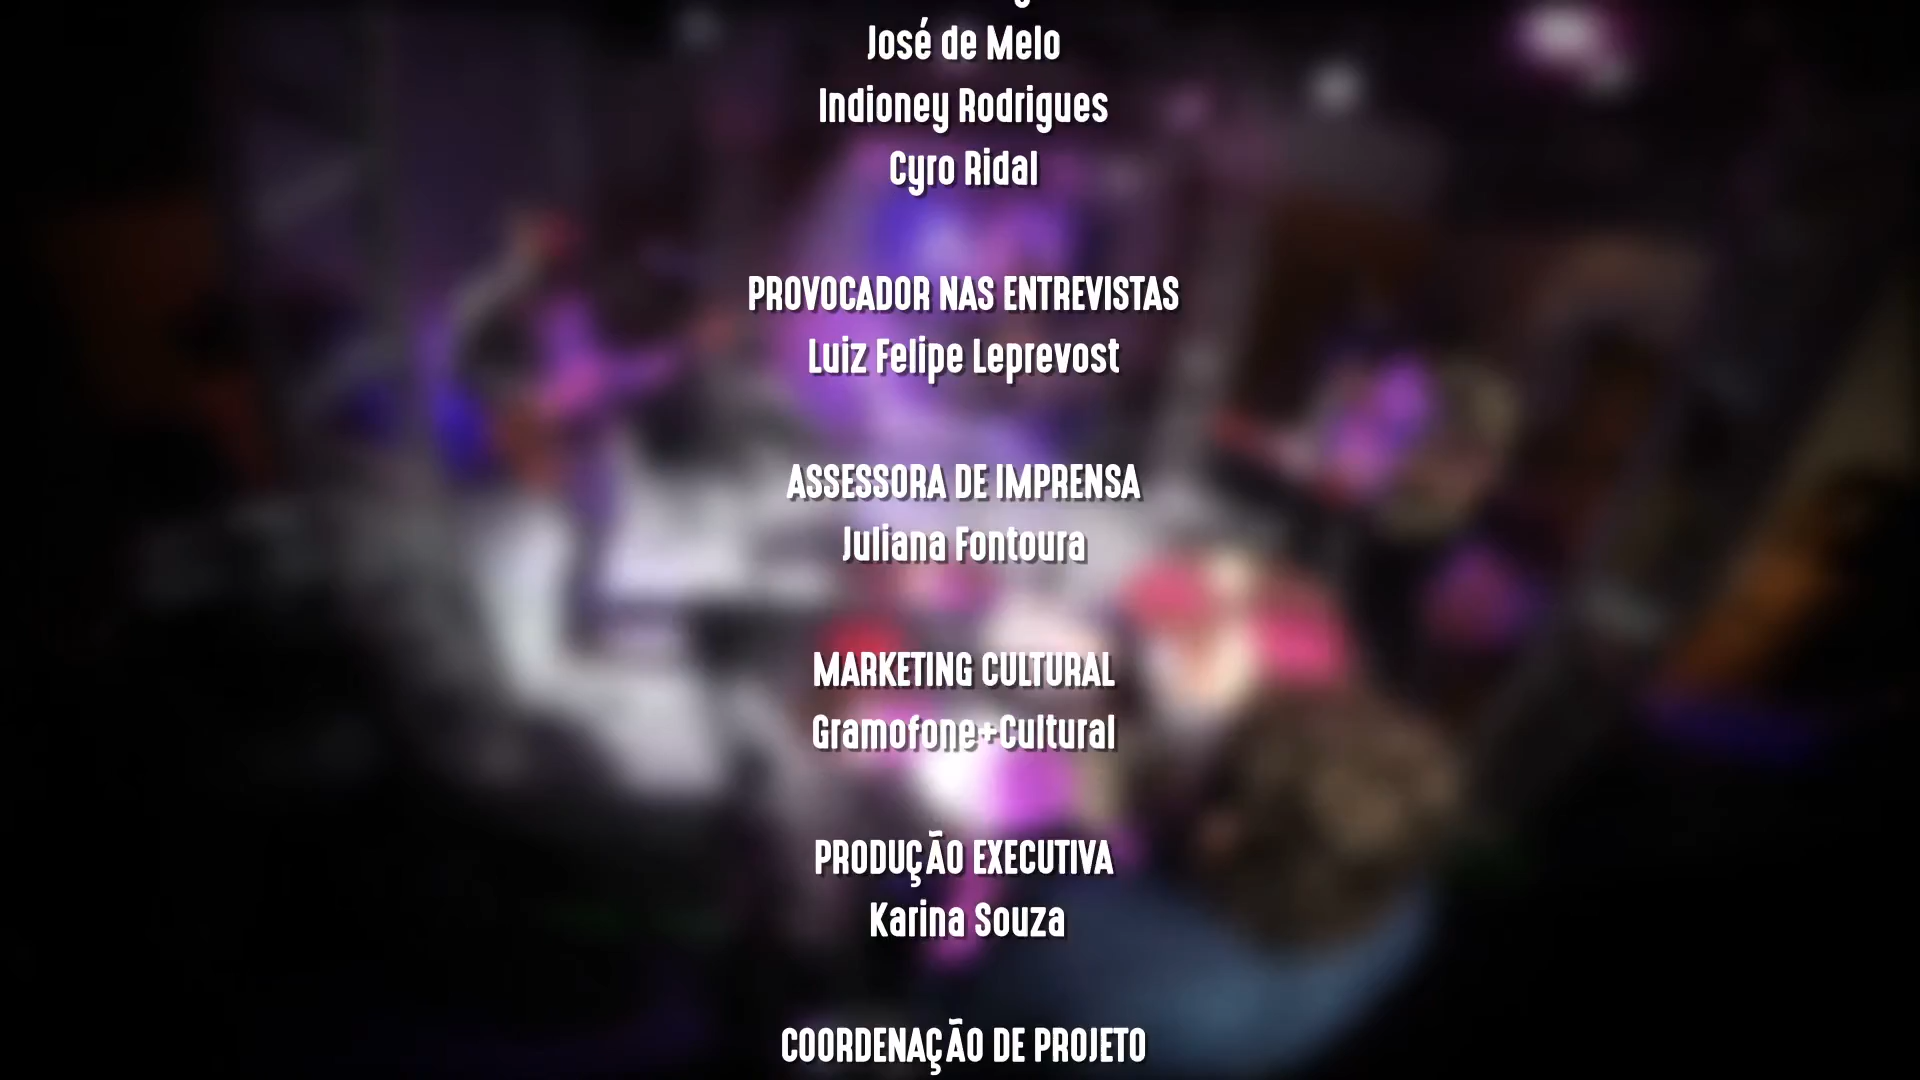 José de Melo
Indioney Rodrigues
Cyro Ridal
PROVOCADOR NAS ENTREVISTAS
Luiz Felipe Leprevost
ASSESSORA DE IMPRENSA
Juliana Fontoura
MARKETING CULTURAL
Gramofone+Cultural
PRODUÇÃO EXECUTIVA
Karina Souza
COORDENAÇÃO DE PROJETO